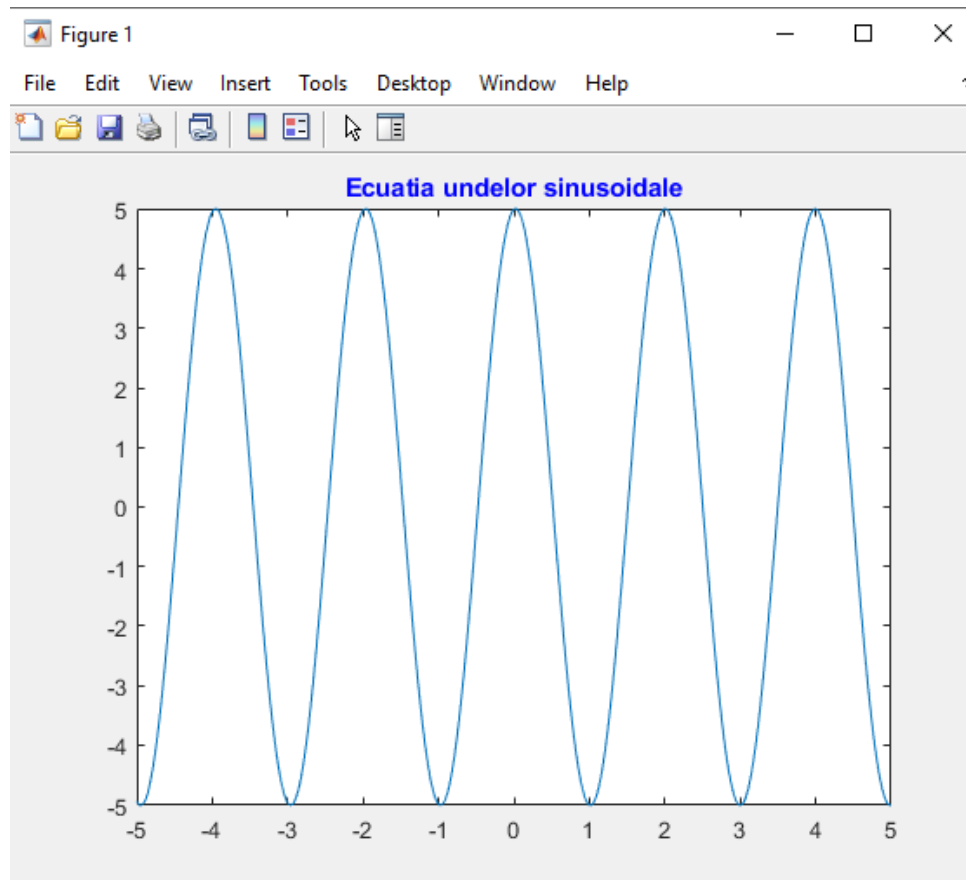 Figure 1
File Edit View Insert Tools Desktop Window Help
Ecuatia undelor sinusoidale
5
4
3
2
1
0
-1
-2
-3
-4
-5
-5 -4 -3 -2 -1 0 1 2 3 4 5